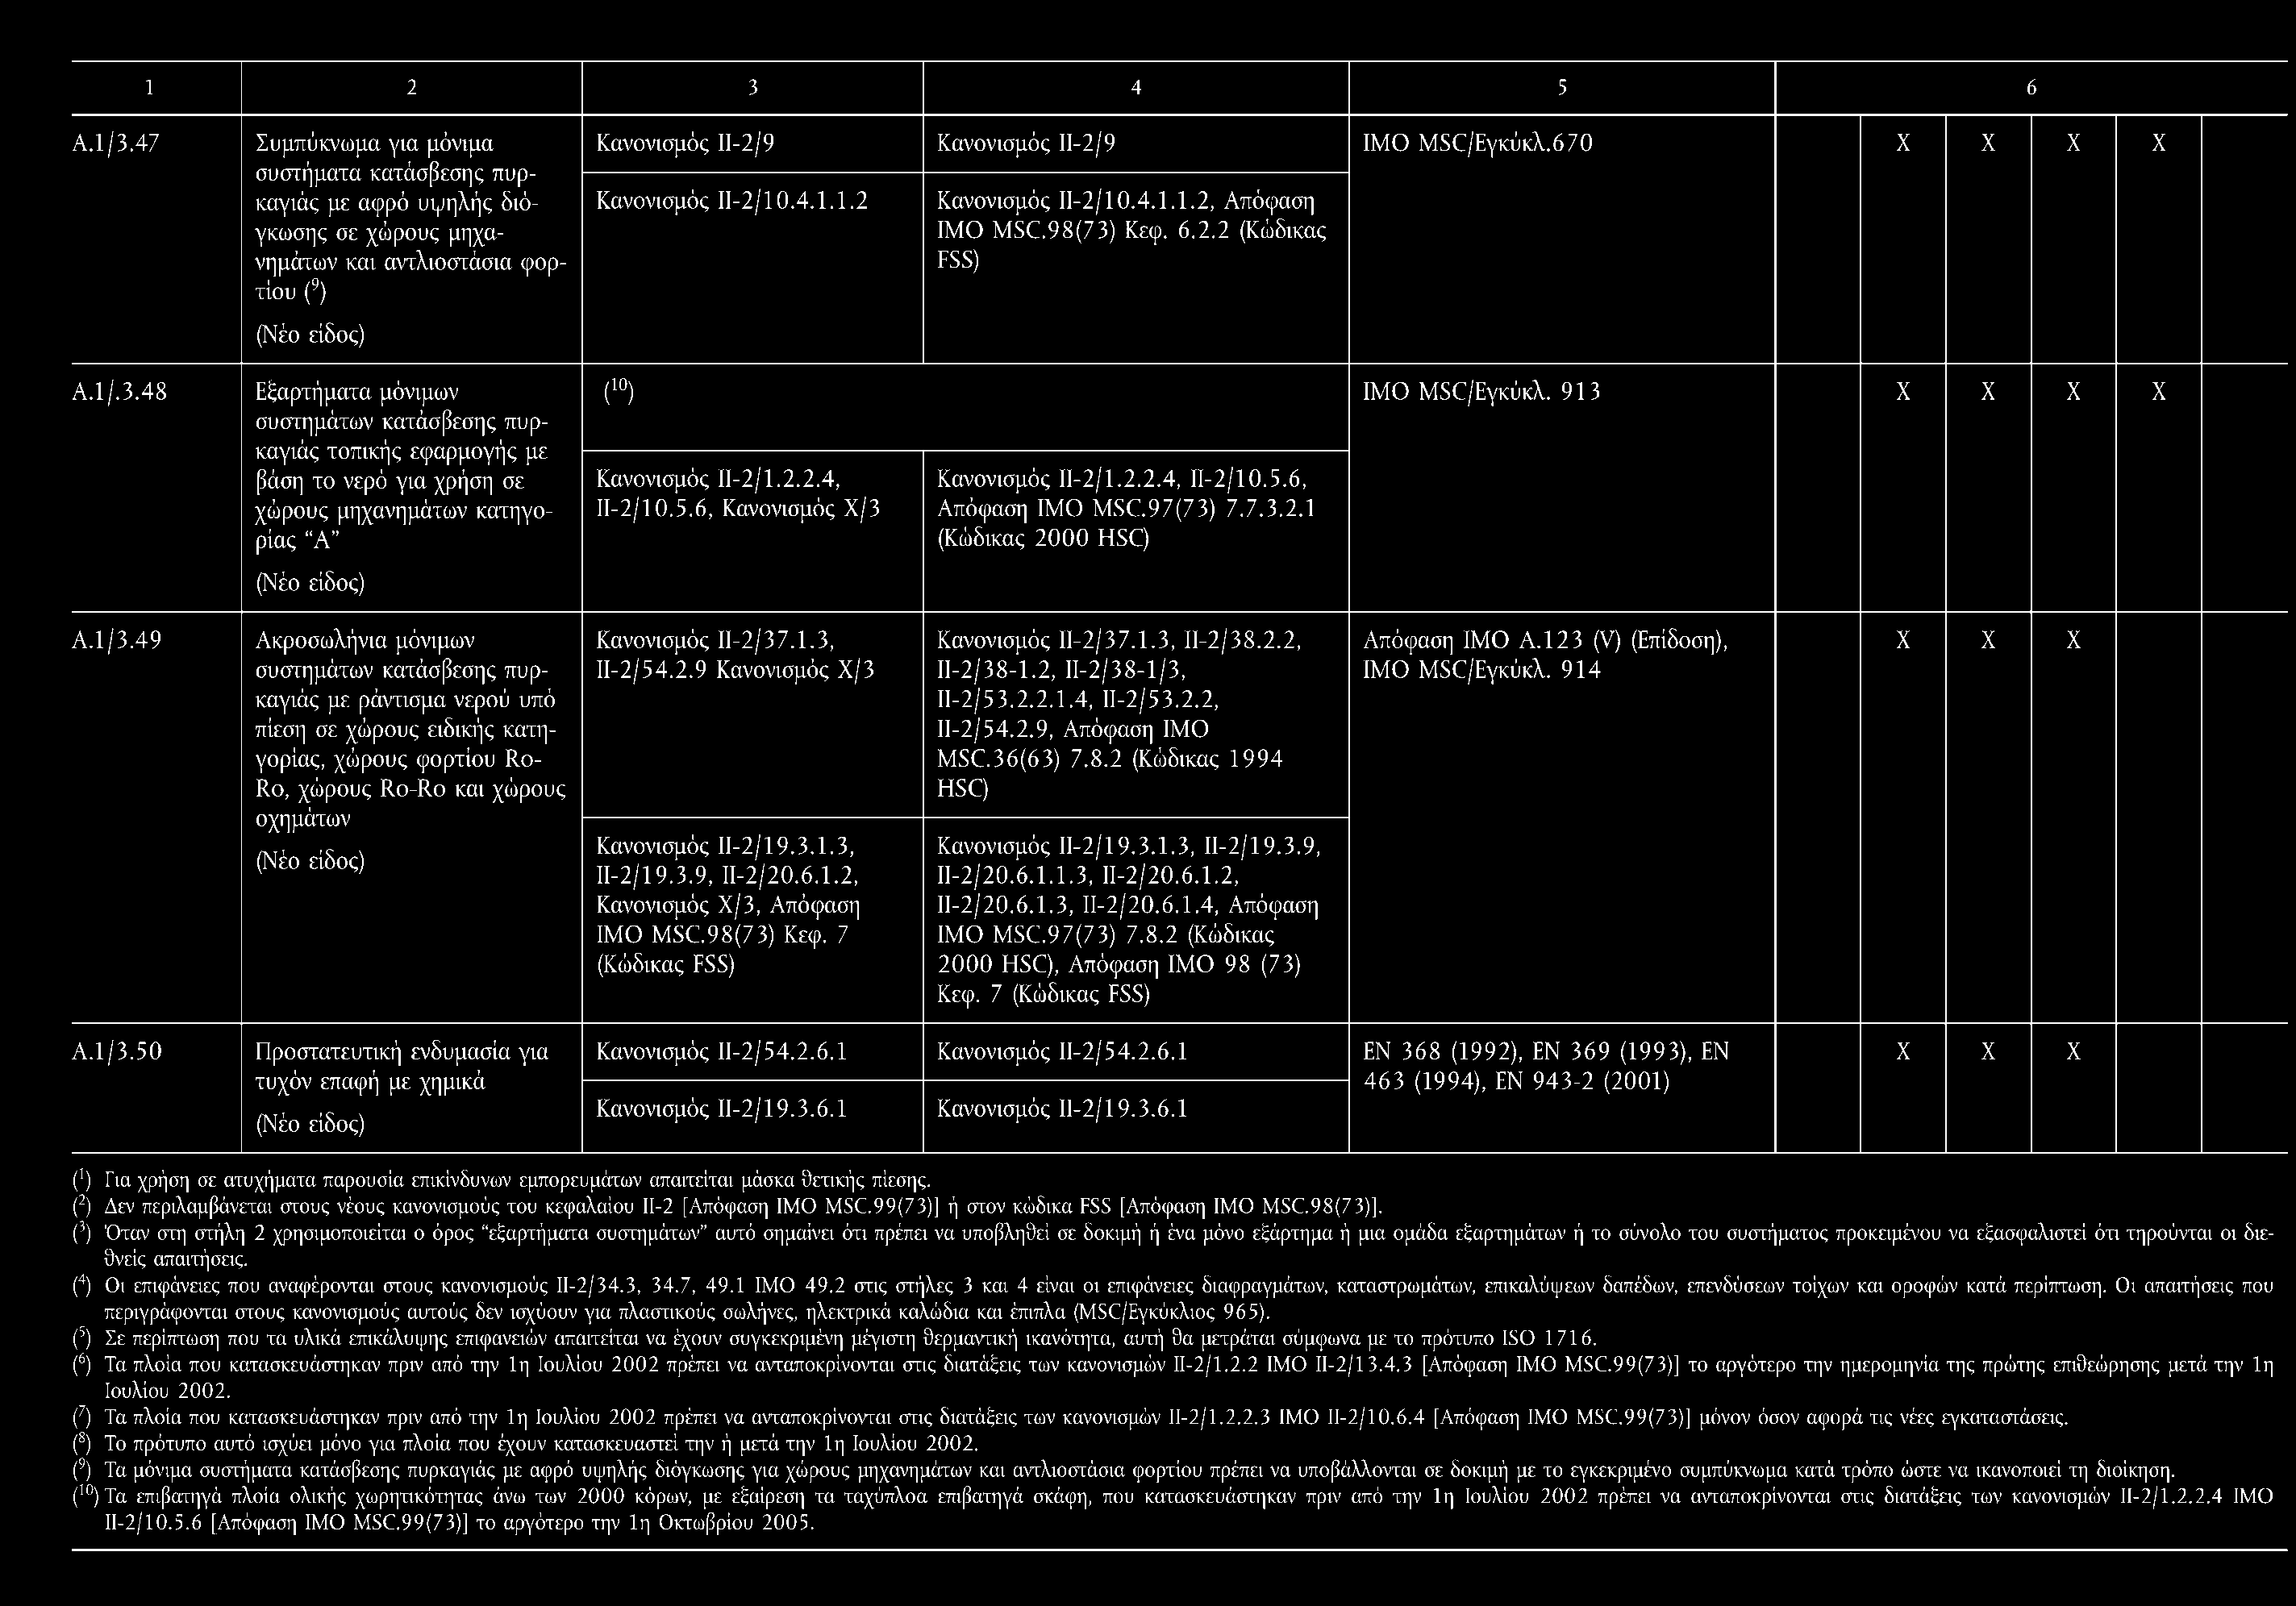 1 2 3 4 5 6
A.1/3.47 Συμπύκνωμα για μόνιμα
συστήματα κατάσβεσης πυρ-
καγιάς με αφρό υψηλής διό-
γκωσης σε χώρους μηχα-
νημάτων και αντλιοστάσια φορ-
τίου (9)
(Νέο είδος)
Κανονισμός II-2/9
Κανονισμός II-2/9
Κανονισμός II-2/10.4.1.1.2
Κανονισμός II-2/10.4.1.1.2, Απόφαση
IMO MSC.98(73) Κεφ. 6.2.2 (Κώδικας
FSS)
IMO MSC/Εγκύκλ.670
X X X X
A.1/.3.48 Εξαρτήματα μόνιμων
συστημάτων κατάσβεσης πυρ-
καγιάς τοπικής εφαρμογής με
βάση το νερό για χρήση σε
χώρους μηχανημάτων κατηγο-
ρίας “A”
(Νέο είδος)
(10)
Κανονισμός II-2/1.2.2.4,
II-2/10.5.6, Κανονισμός X/3
Κανονισμός II-2/1.2.2.4, II-2/10.5.6,
Απόφαση IMO MSC.97(73) 7.7.3.2.1
(Κώδικας 2000 HSC)
IMO MSC/Εγκύκλ. 913
X X X X
A.1/3.49 Ακροσωλήνια μόνιμων
συστημάτων κατάσβεσης πυρ-
καγιάς με ράντισμα νερού υπό
πίεση σε χώρους ειδικής κατη-
γορίας, χώρους φορτίου Ro-
Ro, χώρους Ro-Ro και χώρους
οχημάτων
(Νέο είδος)
Κανονισμός II-2/37.1.3,
II-2/54.2.9 Κανονισμός X/3
Κανονισμός II-2/37.1.3, II-2/38.2.2,
II-2/38-1.2, II-2/38-1/3,
II-2/53.2.2.1.4, II-2/53.2.2,
II-2/54.2.9, Απόφαση IMO
MSC.36(63) 7.8.2 (Κώδικας 1994
HSC)
Κανονισμός II-2/19.3.1.3,
II-2/19.3.9, II-2/20.6.1.2,
Κανονισμός X/3, Απόφαση
IMO MSC.98(73) Κεφ. 7
(Κώδικας FSS)
Κανονισμός II-2/19.3.1.3, II-2/19.3.9,
II-2/20.6.1.1.3, II-2/20.6.1.2,
II-2/20.6.1.3, II-2/20.6.1.4, Απόφαση
IMO MSC.97(73) 7.8.2 (Κώδικας
2000 HSC), Απόφαση IMO 98 (73)
Κεφ. 7 (Κώδικας FSS)
Απόφαση IMO A.123 (V) (Επίδοση),
IMO MSC/Εγκύκλ. 914
X X X
A.1/3.50 Προστατευτική ενδυμασία για
τυχόν επαφή με χημικά
(Νέο είδος)
Κανονισμός II-2/54.2.6.1
Κανονισμός II-2/54.2.6.1
Κανονισμός II-2/19.3.6.1
Κανονισμός II-2/19.3.6.1
EN 368 (1992), EN 369 (1993), EN
463 (1994), EN 943-2 (2001)
X X X
(1) Για χρήση σε ατυχήματα παρουσία επικίνδυνων εμπορευμάτων απαιτείται μάσκα θετικής πίεσης.
(2) Δεν περιλαμβάνεται στους νέους κανονισμούς του κεφαλαίου II-2 [Απόφαση IMO MSC.99(73)] ή στον κώδικα FSS [Απόφαση IMO MSC.98(73)].
(3) Όταν στη στήλη 2 χρησιμοποιείται ο όρος “εξαρτήματα συστημάτων” αυτό σημαίνει ότι πρέπει να υποβληθεί σε δοκιμή ή ένα μόνο εξάρτημα ή μια ομάδα εξαρτημάτων ή το σύνολο του συστήματος προκειμένου να εξασφαλιστεί ότι τηρούνται οι διε-
θνείς απαιτήσεις.
(4) Οι επιφάνειες που αναφέρονται στους κανονισμούς II-2/34.3, 34.7, 49.1 IMO 49.2 στις στήλες 3 και 4 είναι οι επιφάνειες διαφραγμάτων, καταστρωμάτων, επικαλύψεων δαπέδων, επενδύσεων τοίχων και οροφών κατά περίπτωση. Οι απαιτήσεις που
περιγράφονται στους κανονισμούς αυτούς δεν ισχύουν για πλαστικούς σωλήνες, ηλεκτρικά καλώδια και έπιπλα (MSC/Εγκύκλιος 965).
(5) Σε περίπτωση που τα υλικά επικάλυψης επιφανειών απαιτείται να έχουν συγκεκριμένη μέγιστη θερμαντική ικανότητα, αυτή θα μετράται σύμφωνα με το πρότυπο ISO 1716.
(6) Τα πλοία που κατασκευάστηκαν πριν από την 1η Ιουλίου 2002 πρέπει να ανταποκρίνονται στις διατάξεις των κανονισμών II-2/1.2.2 IMO II-2/13.4.3 [Απόφαση IMO MSC.99(73)] το αργότερο την ημερομηνία της πρώτης επιθεώρησης μετά την 1η
Ιουλίου 2002.
(7) Τα πλοία που κατασκευάστηκαν πριν από την 1η Ιουλίου 2002 πρέπει να ανταποκρίνονται στις διατάξεις των κανονισμών II-2/1.2.2.3 IMO II-2/10.6.4 [Απόφαση IMO MSC.99(73)] μόνον όσον αφορά τις νέες εγκαταστάσεις.
(8) Το πρότυπο αυτό ισχύει μόνο για πλοία που έχουν κατασκευαστεί την ή μετά την 1η Ιουλίου 2002.
(9) Τα μόνιμα συστήματα κατάσβεσης πυρκαγιάς με αφρό υψηλής διόγκωσης για χώρους μηχανημάτων και αντλιοστάσια φορτίου πρέπει να υποβάλλονται σε δοκιμή με το εγκεκριμένο συμπύκνωμα κατά τρόπο ώστε να ικανοποιεί τη διοίκηση.
(10) Τα επιβατηγά πλοία ολικής χωρητικότητας άνω των 2000 κόρων, με εξαίρεση τα ταχύπλοα επιβατηγά σκάφη, που κατασκευάστηκαν πριν από την 1η Ιουλίου 2002 πρέπει να ανταποκρίνονται στις διατάξεις των κανονισμών II-2/1.2.2.4 IMO
II-2/10.5.6 [Απόφαση IMO MSC.99(73)] το αργότερο την 1η Οκτωβρίου 2005.